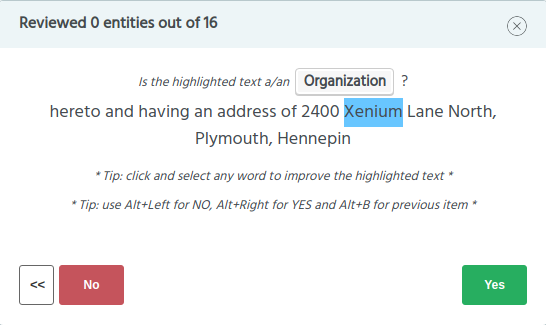 Reviewed 0 entities out of 16
Is the highlighted text a/an Organization ?
hereto and having an address of 2400 Xenium Lane North,
Plymouth, Hennepin
* Tip: click and select any word to improve the highlighted text *
* Tip: use Alt+Left for NO, Alt+Right for YES and Alt+B for previous item *
<< No Yes